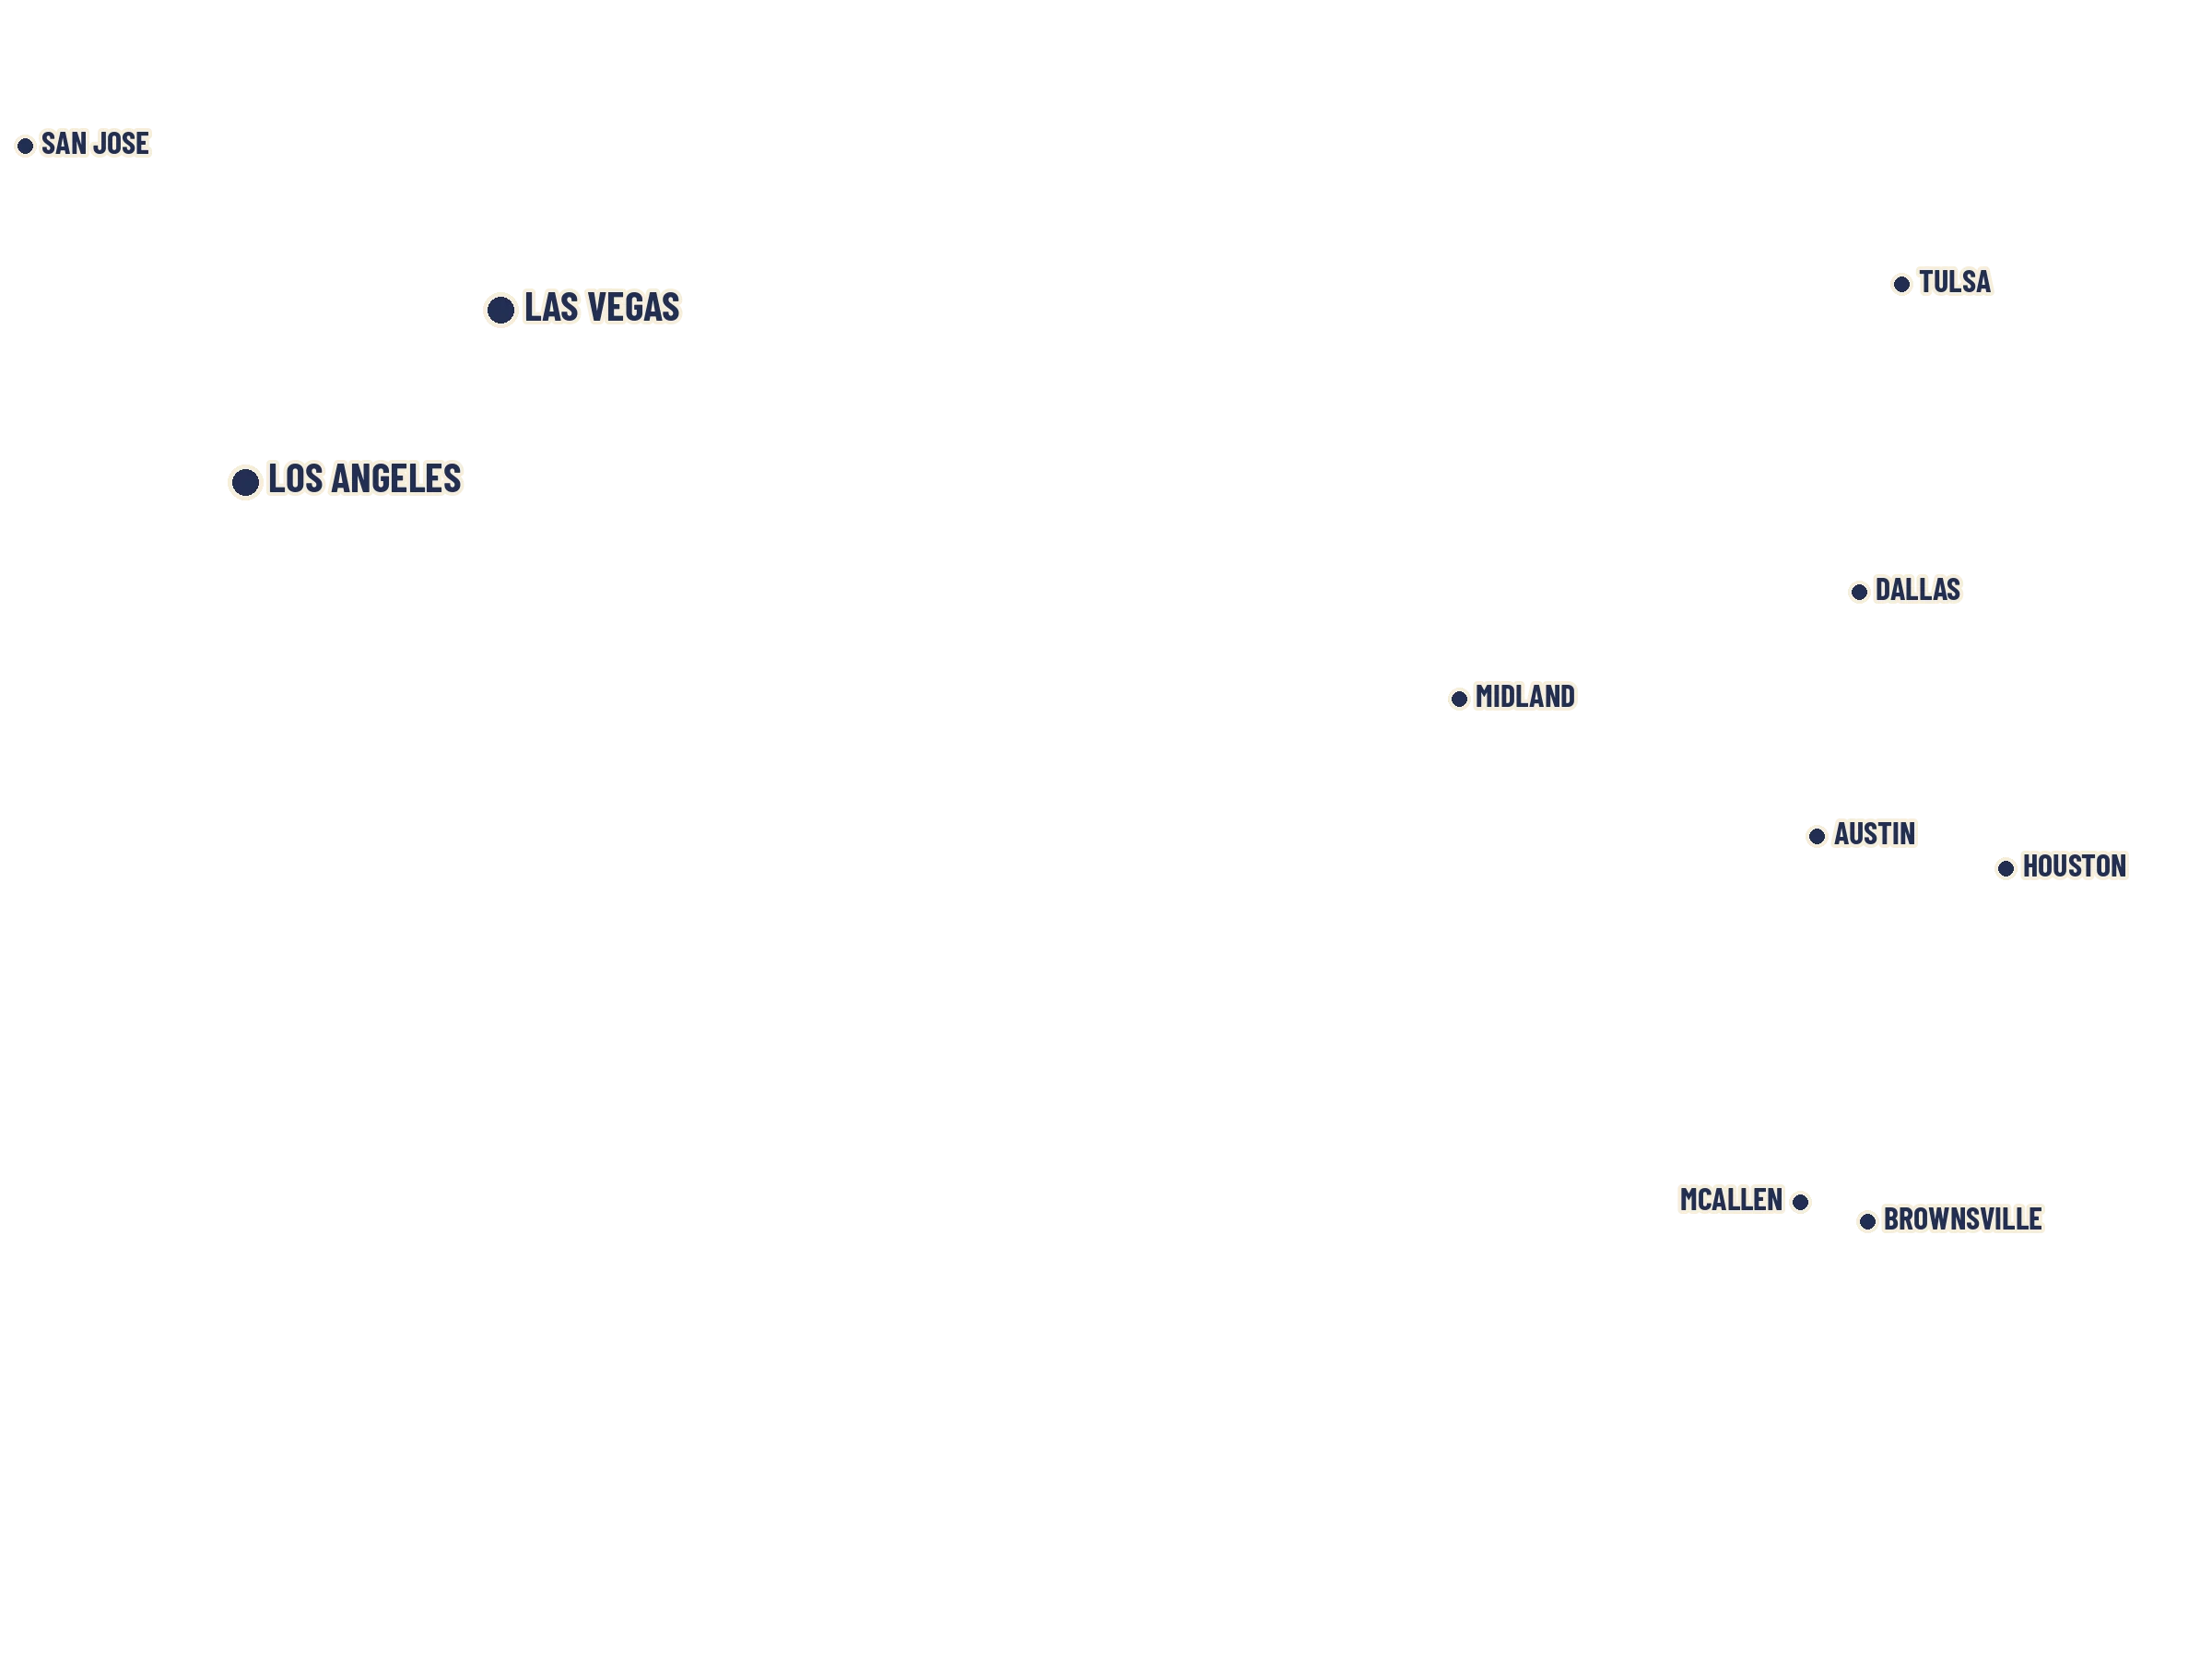 SAN JOSE
TULSA
LAS VEGAS
LOS ANGELES
DALLAS
MIDLAND
AUSTIN
HOUSTON
MCALLEN
BROWNSVILLE